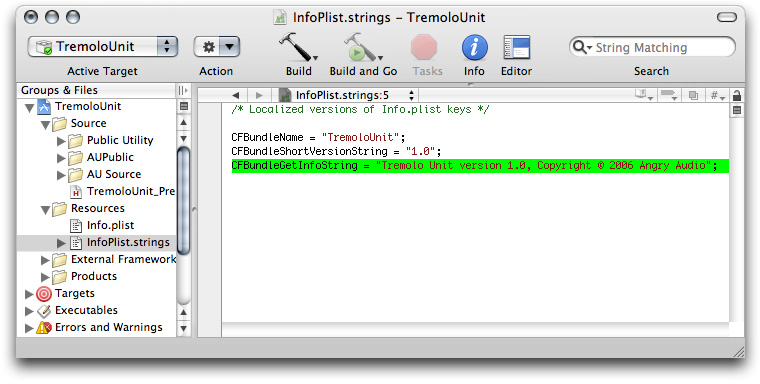 InfoPlist.strings – TremoloUnit
TremoloUnit
String Matching
Active Target
Action
Build
Build and Go
Tasks
Info
Editor
Search
Groups & Files
InfoPlist.strings:5
#
TremoloUnit
Source
Public Utility
AUPublic
AU Source
TremoloUnit_Pre
Resources
Info.plist
InfoPlist.strings
External Framework
Products
Targets
Executables
Errors and Warnings
/* Localized versions of Info.plist keys */
CFBundleName = "TremoloUnit";
CFBundleShortVersionString = "1.0";
CFBundleGetInfoString = "Tremolo Unit version 1.0, Copyright © 2006 Angry Audio";